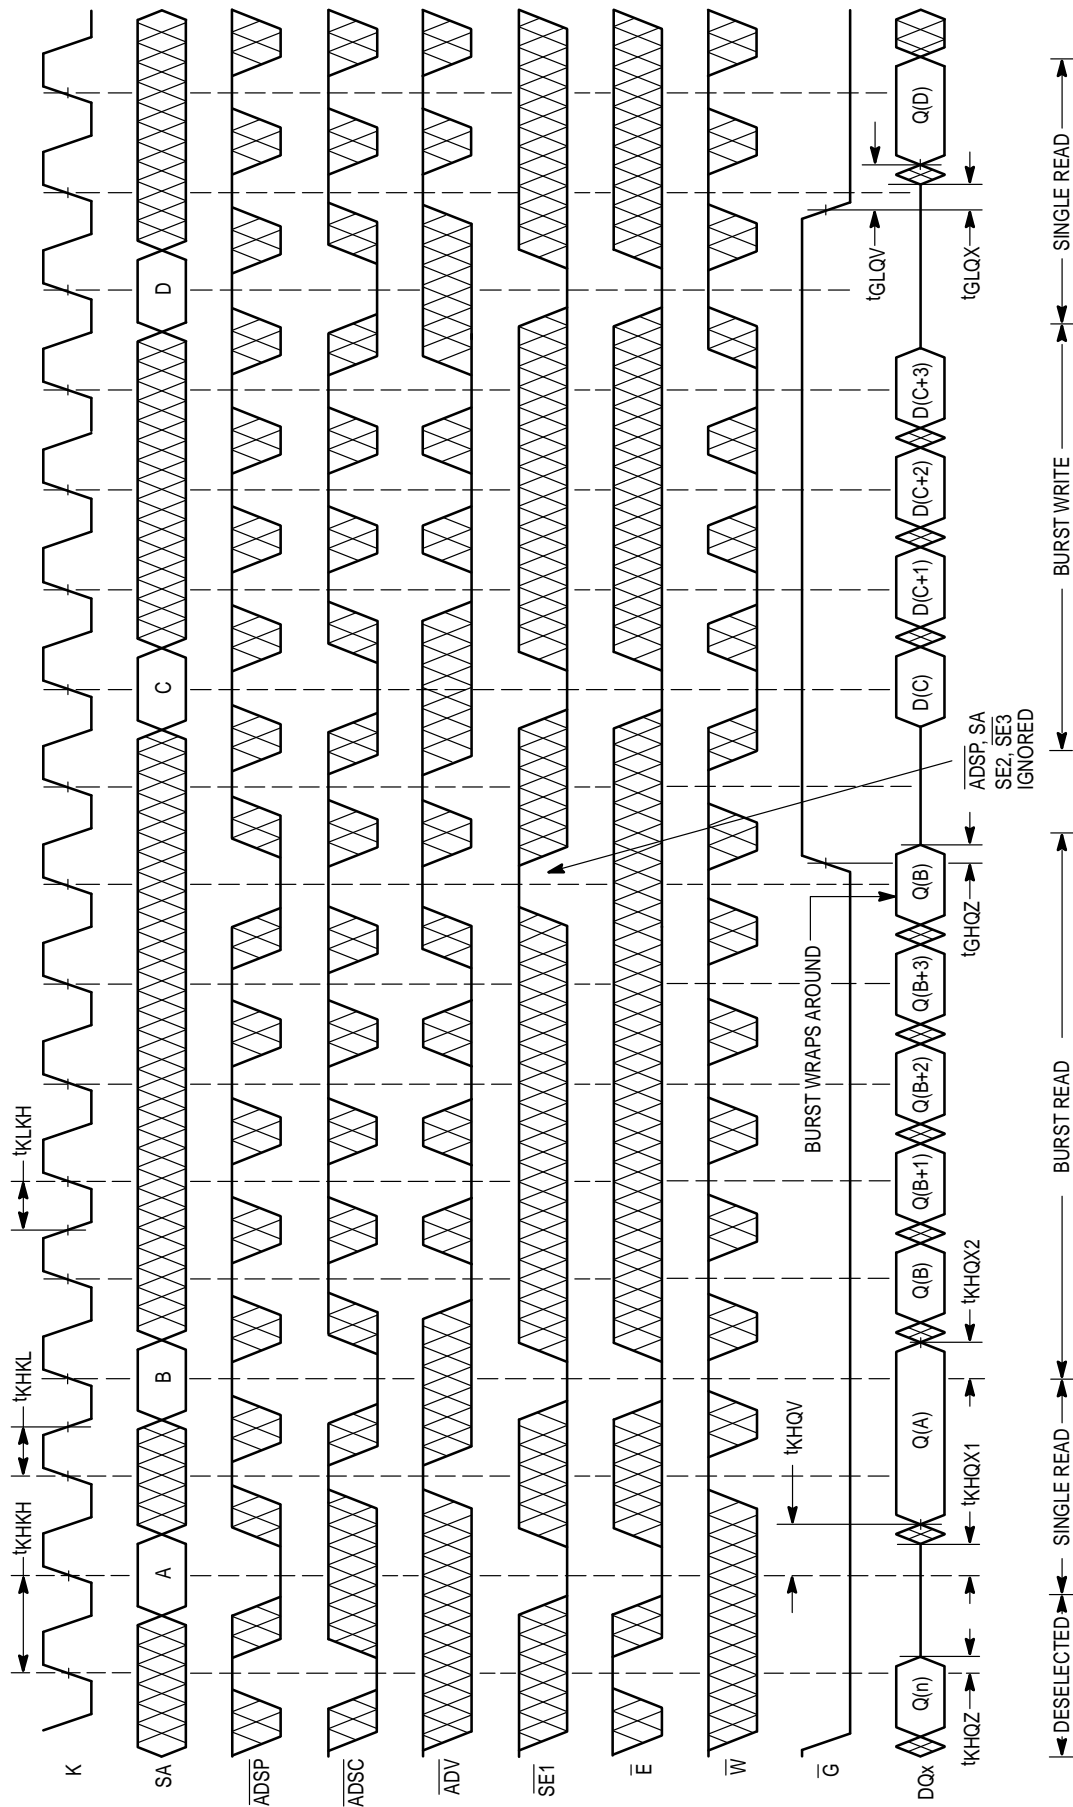 tKHKH
tKHKL
tKLKH
K
SA
A
B
C
D
ADSP
ADSC
ADV
SE1
E
W
G
tKHQV
BURST WRAPS AROUND
ADSP, SA
SE2, SE3
IGNORED
tGLQV
DQx
Q(n)
Q(A)
Q(B)
Q(B+1)
Q(B+2)
Q(B+3)
Q(B)
D(C)
D(C+1)
D(C+2)
D(C+3)
Q(D)
tKHQZ
tKHQX1
tKHQX2
tGHQZ
tGLQX
DESELECTED
SINGLE READ
BURST READ
BURST WRITE
SINGLE READ